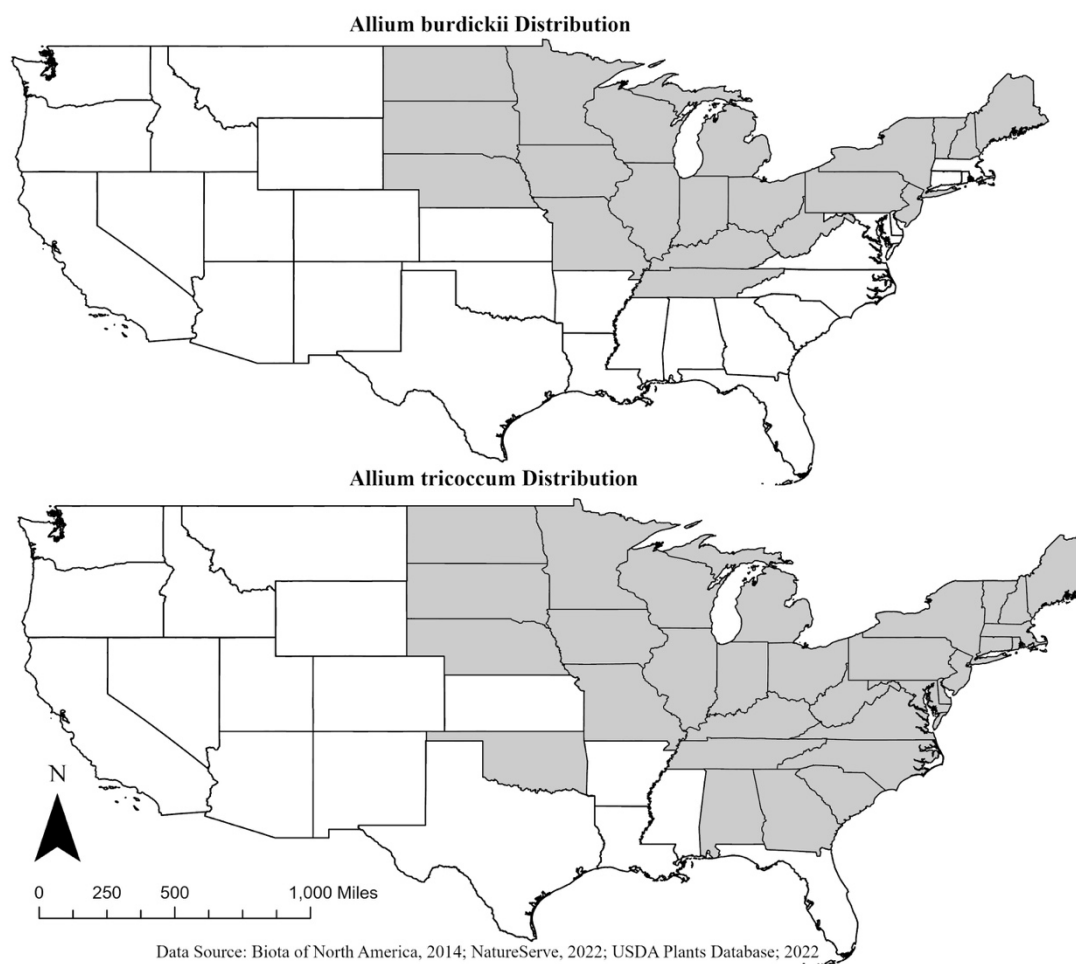 Allium burdickii Distribution
Allium tricoccum Distribution
N
0 250 500 1,000 Miles
Data Source: Biota of North America, 2014; NatureServe, 2022; USDA Plants Database; 2022